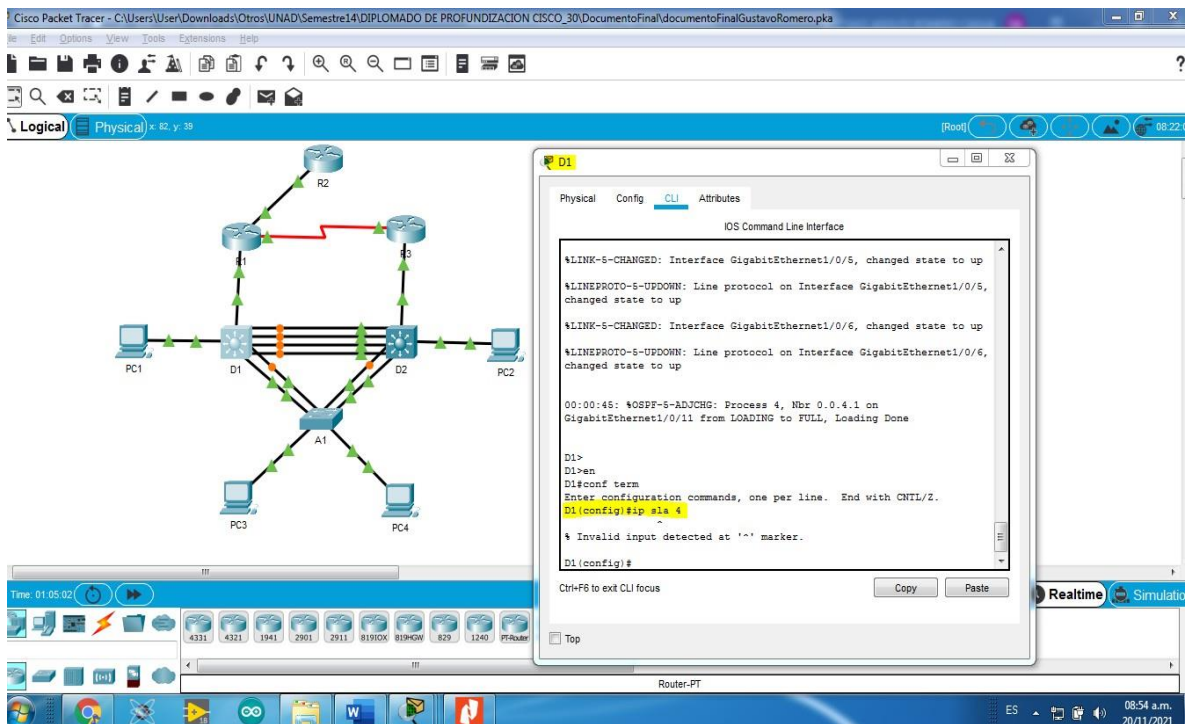 Cisco Packet Tracer - C:\Users\User\Downloads\Otros\UNAD\Semestre14\DIPLOMADO DE PROFUNDIZACION CISCO_30\DocumentoFinal\documentoFinalGustavoRomero.pka
Edit Options View Tools Extensions Help
Logical Physical x: 82, y: 39 [Root] 08:22:
R2
R1
R3
PC1
D1
D2
PC2
A1
PC3
PC4
D1
Physical Config CLI Attributes
IOS Command Line Interface
%LINK-5-CHANGED: Interface GigabitEthernet1/0/5, changed state to up
%LINEPROTO-5-UPDOWN: Line protocol on Interface GigabitEthernet1/0/5,
changed state to up
%LINK-5-CHANGED: Interface GigabitEthernet1/0/6, changed state to up
%LINEPROTO-5-UPDOWN: Line protocol on Interface GigabitEthernet1/0/6,
changed state to up
00:00:45: %OSPF-5-ADJCHG: Process 4, Nbr 0.0.4.1 on
GigabitEthernet1/0/11 from LOADING to FULL, Loading Done
D1>
D1>en
D1#conf term
Enter configuration commands, one per line. End with CNTL/Z.
D1(config)#ip sla 4
^
% Invalid input detected at '^' marker.
D1(config)#
Ctrl+F6 to exit CLI focus
Copy Paste
Top
Time: 01:05:02
Realtime Simulatio
4331 4321 1941 2901 2911 819IOX 819HGW 829 1240 PT-Router
Router-PT
ES 08:54 a.m.
20/11/2021